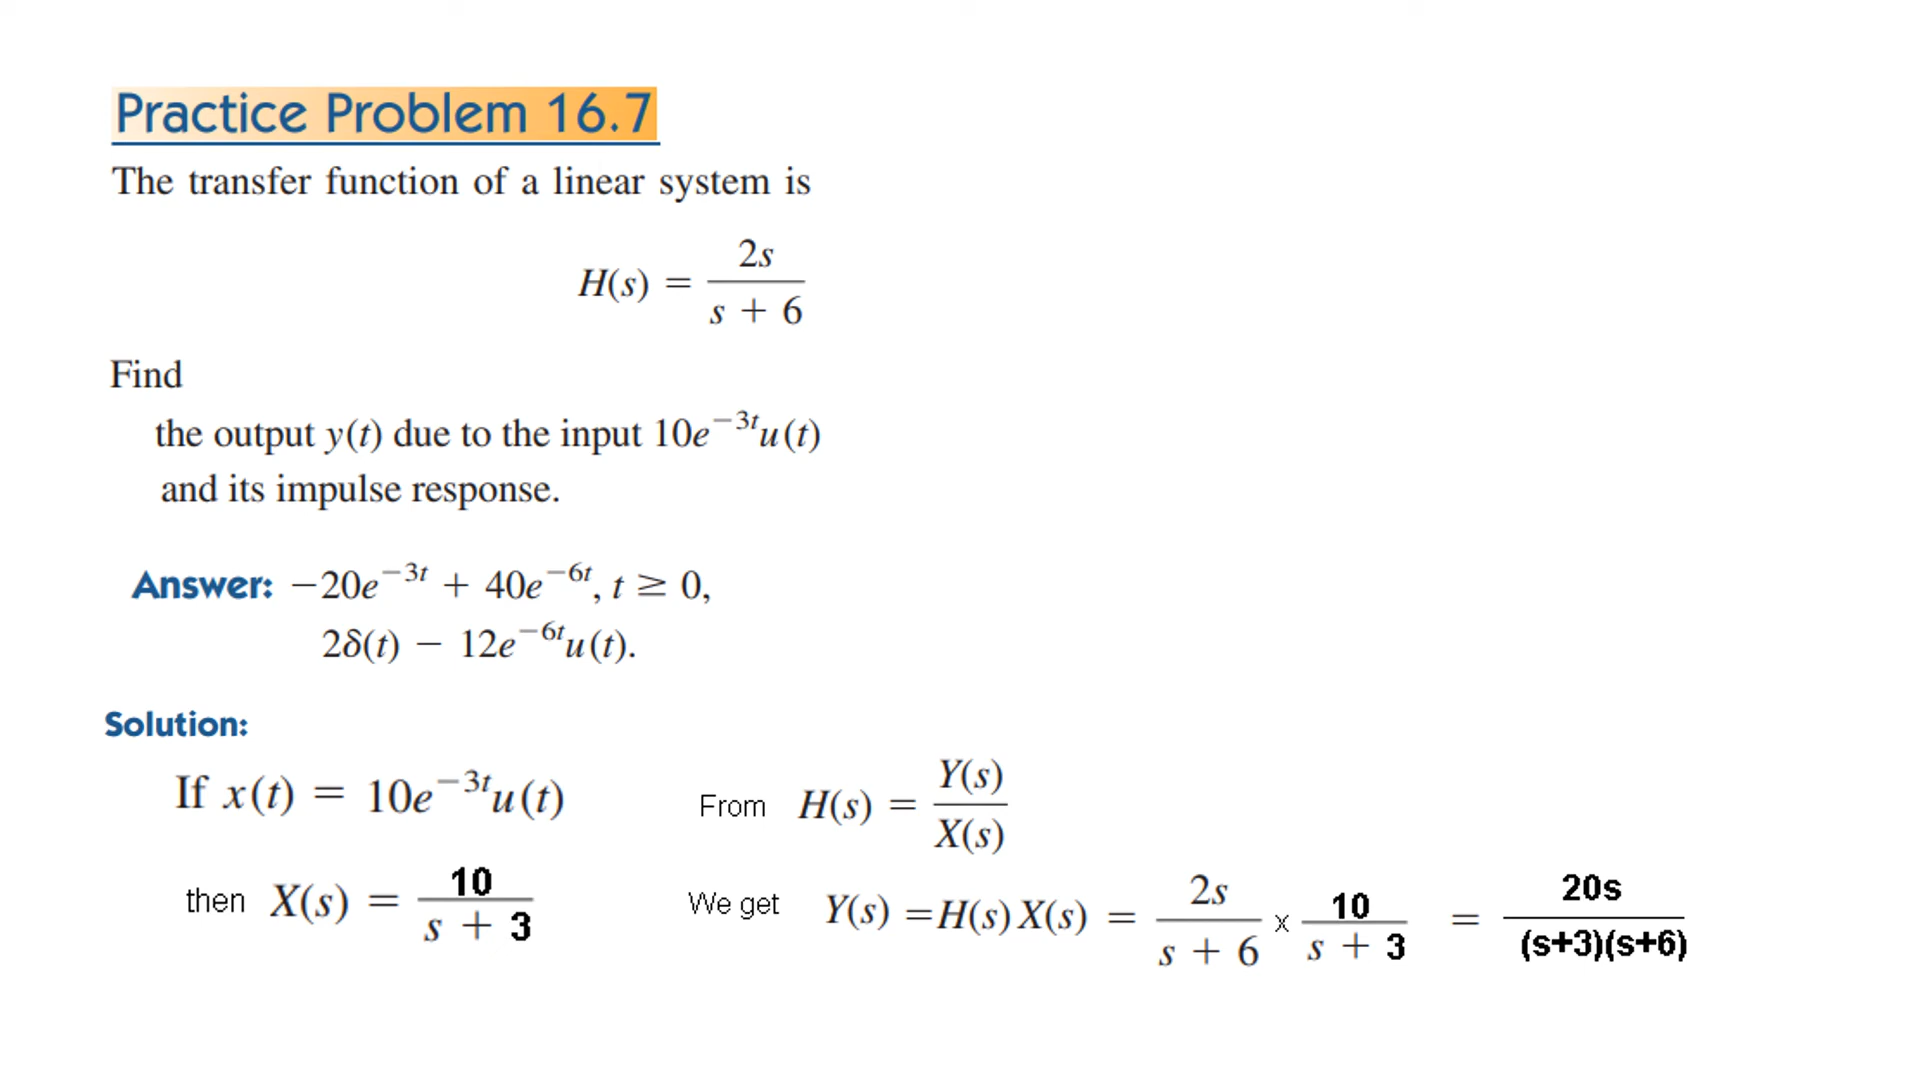 Practice Problem 16.7
The transfer function of a linear system is
H(s) = 2s / (s + 6)
Find
the output y(t) due to the input 10e^{−3t}u(t)
and its impulse response.
Answer: −20e^{−3t} + 40e^{−6t}, t ≥ 0,
2δ(t) − 12e^{−6t}u(t).
Solution:
If x(t) = 10e^{−3t}u(t)
then X(s) = 10 / (s + 3)
From H(s) = Y(s) / X(s)
We get Y(s) =H(s)X(s) = 2s / (s + 6) x 10 / (s + 3) = 20s / (s+3)(s+6)